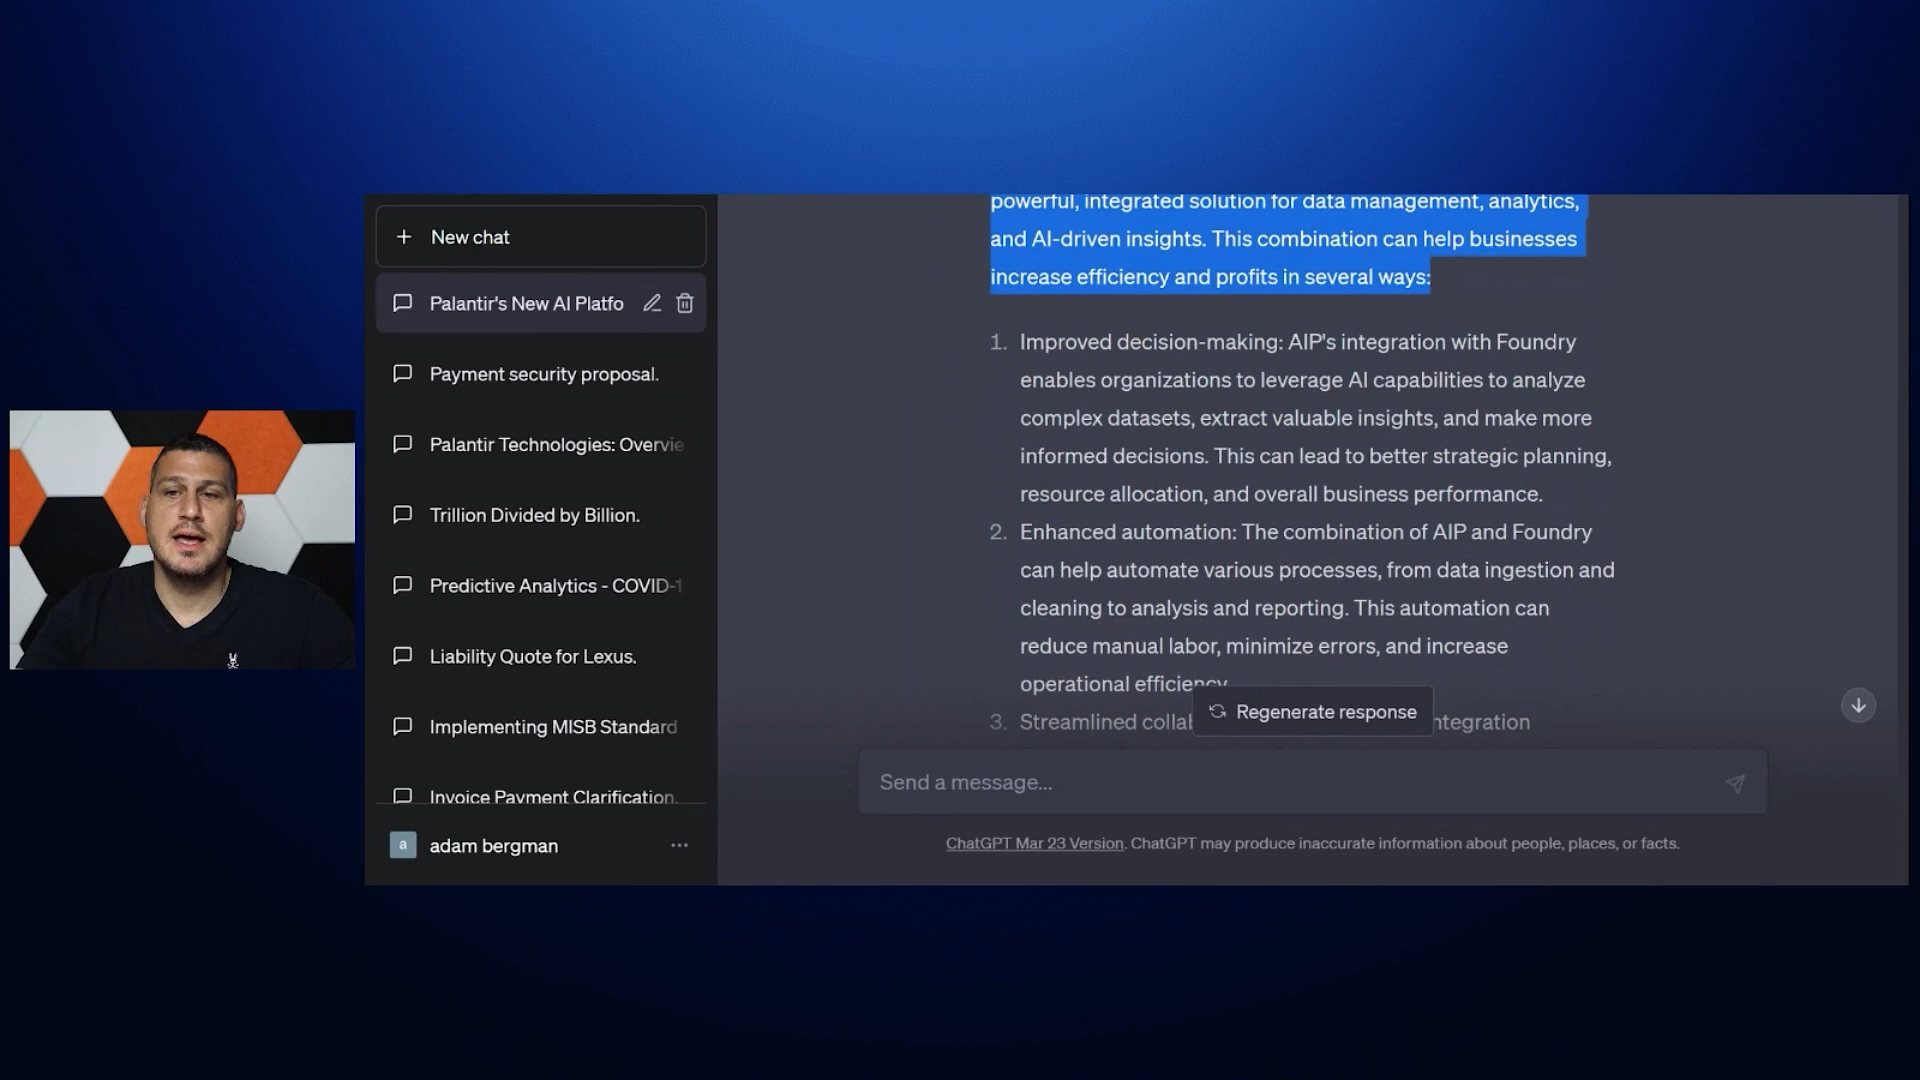 New chat
Palantir's New AI Platfo
Payment security proposal.
Palantir Technologies: Overvie
Trillion Divided by Billion.
Predictive Analytics - COVID-1
Liability Quote for Lexus.
Implementing MISB Standard
Invoice Payment Clarification.
a adam bergman
powerful, integrated solution for data management, analytics,
and AI-driven insights. This combination can help businesses
increase efficiency and profits in several ways:
1. Improved decision-making: AIP's integration with Foundry
enables organizations to leverage AI capabilities to analyze
complex datasets, extract valuable insights, and make more
informed decisions. This can lead to better strategic planning,
resource allocation, and overall business performance.
2. Enhanced automation: The combination of AIP and Foundry
can help automate various processes, from data ingestion and
cleaning to analysis and reporting. This automation can
reduce manual labor, minimize errors, and increase
operational efficiency
3. Streamlined collab ntegration
Regenerate response
Send a message...
ChatGPT Mar 23 Version. ChatGPT may produce inaccurate information about people, places, or facts.